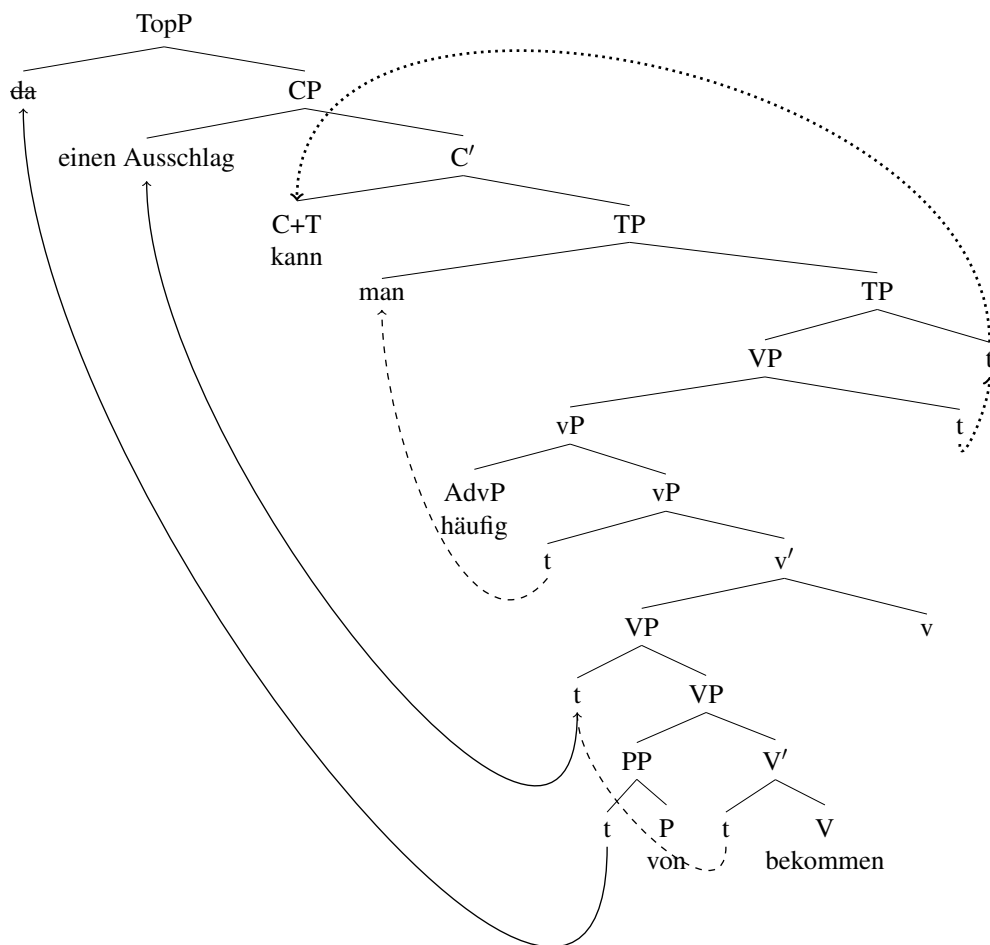 TopP
da CP
einen Ausschlag C′
C+T TP
kann
man TP
VP t
vP t
AdvP vP
häufig
t v′
VP v
t VP
PP V′
t P t V
von bekommen